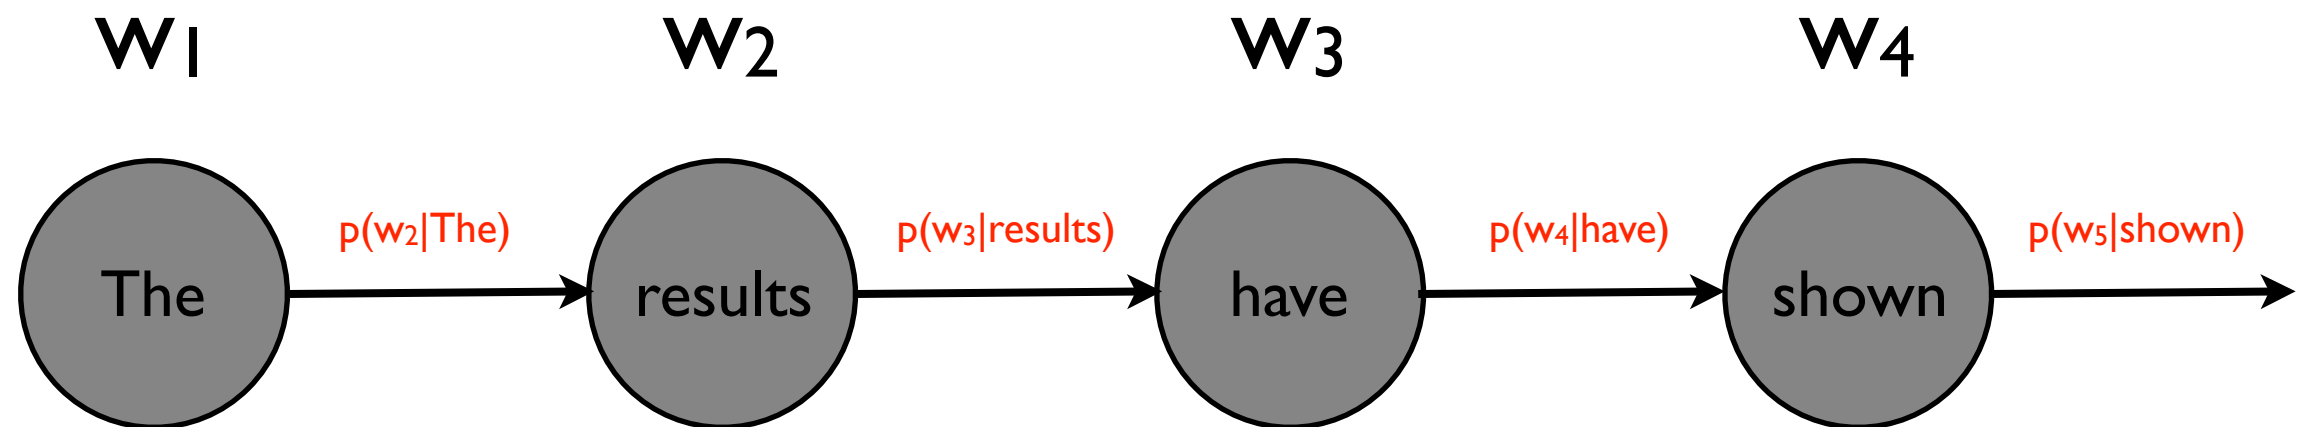 w₁ w₂ w₃ w₄
p(w₂|The) p(w₃|results) p(w₄|have) p(w₅|shown)
The results have shown